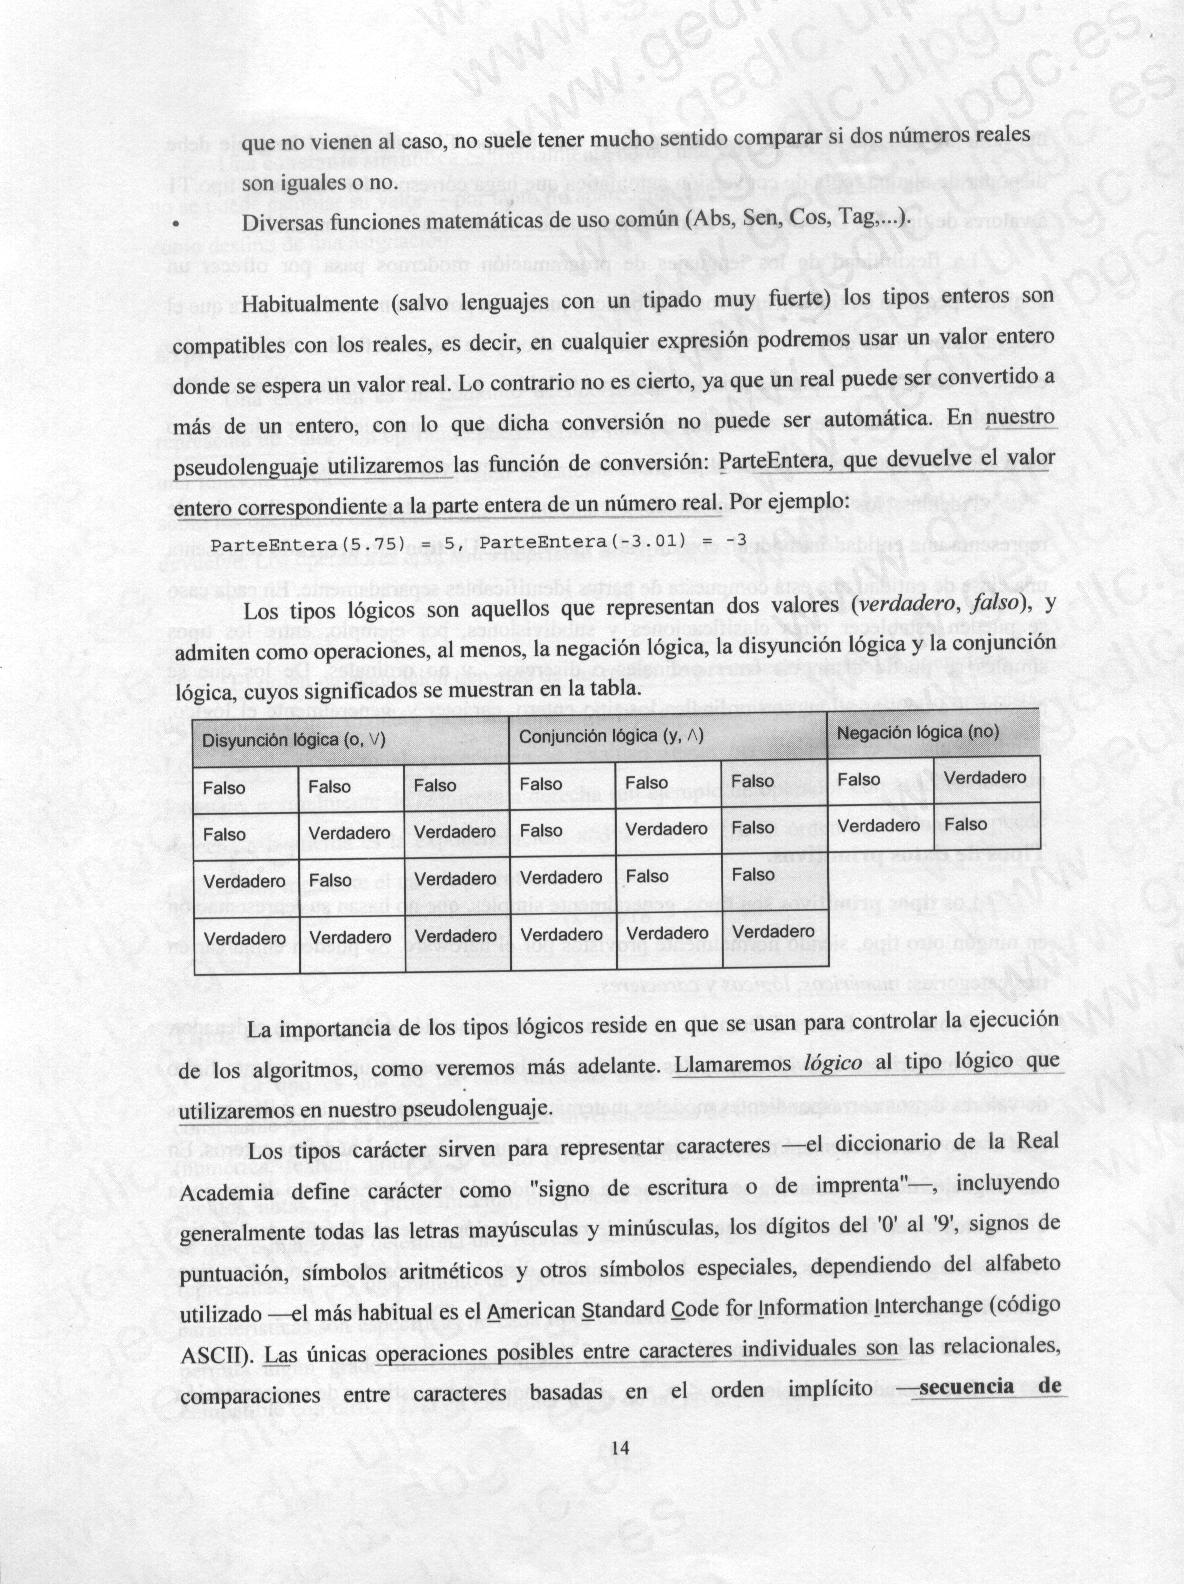 que no vienen al caso, no suele tener mucho sentido comparar si dos números reales
son iguales o no.
• Diversas funciones matemáticas de uso común (Abs, Sen, Cos, Tag,...).
Habitualmente (salvo lenguajes con un tipado muy fuerte) los tipos enteros son
compatibles con los reales, es decir, en cualquier expresión podremos usar un valor entero
donde se espera un valor real. Lo contrario no es cierto, ya que un real puede ser convertido a
más de un entero, con lo que dicha conversión no puede ser automática. En nuestro
pseudolenguaje utilizaremos las función de conversión: ParteEntera, que devuelve el valor
entero correspondiente a la parte entera de un número real. Por ejemplo:
ParteEntera(5.75) = 5, ParteEntera(-3.01) = -3
Los tipos lógicos son aquellos que representan dos valores (verdadero, falso), y
admiten como operaciones, al menos, la negación lógica, la disyunción lógica y la conjunción
lógica, cuyos significados se muestran en la tabla.
Disyunción lógica (o, ∨) Conjunción lógica (y, ∧) Negación lógica (no)
Falso Falso Falso Falso Falso Falso Falso Verdadero
Falso Verdadero Verdadero Falso Verdadero Falso Verdadero Falso
Verdadero Falso Verdadero Verdadero Falso Falso
Verdadero Verdadero Verdadero Verdadero Verdadero Verdadero
La importancia de los tipos lógicos reside en que se usan para controlar la ejecución
de los algoritmos, como veremos más adelante. Llamaremos lógico al tipo lógico que
utilizaremos en nuestro pseudolenguaje.
Los tipos carácter sirven para representar caracteres —el diccionario de la Real
Academia define carácter como "signo de escritura o de imprenta"—, incluyendo
generalmente todas las letras mayúsculas y minúsculas, los dígitos del '0' al '9', signos de
puntuación, símbolos aritméticos y otros símbolos especiales, dependiendo del alfabeto
utilizado —el más habitual es el American Standard Code for Information Interchange (código
ASCII). Las únicas operaciones posibles entre caracteres individuales son las relacionales,
comparaciones entre caracteres basadas en el orden implícito —secuencia de
14